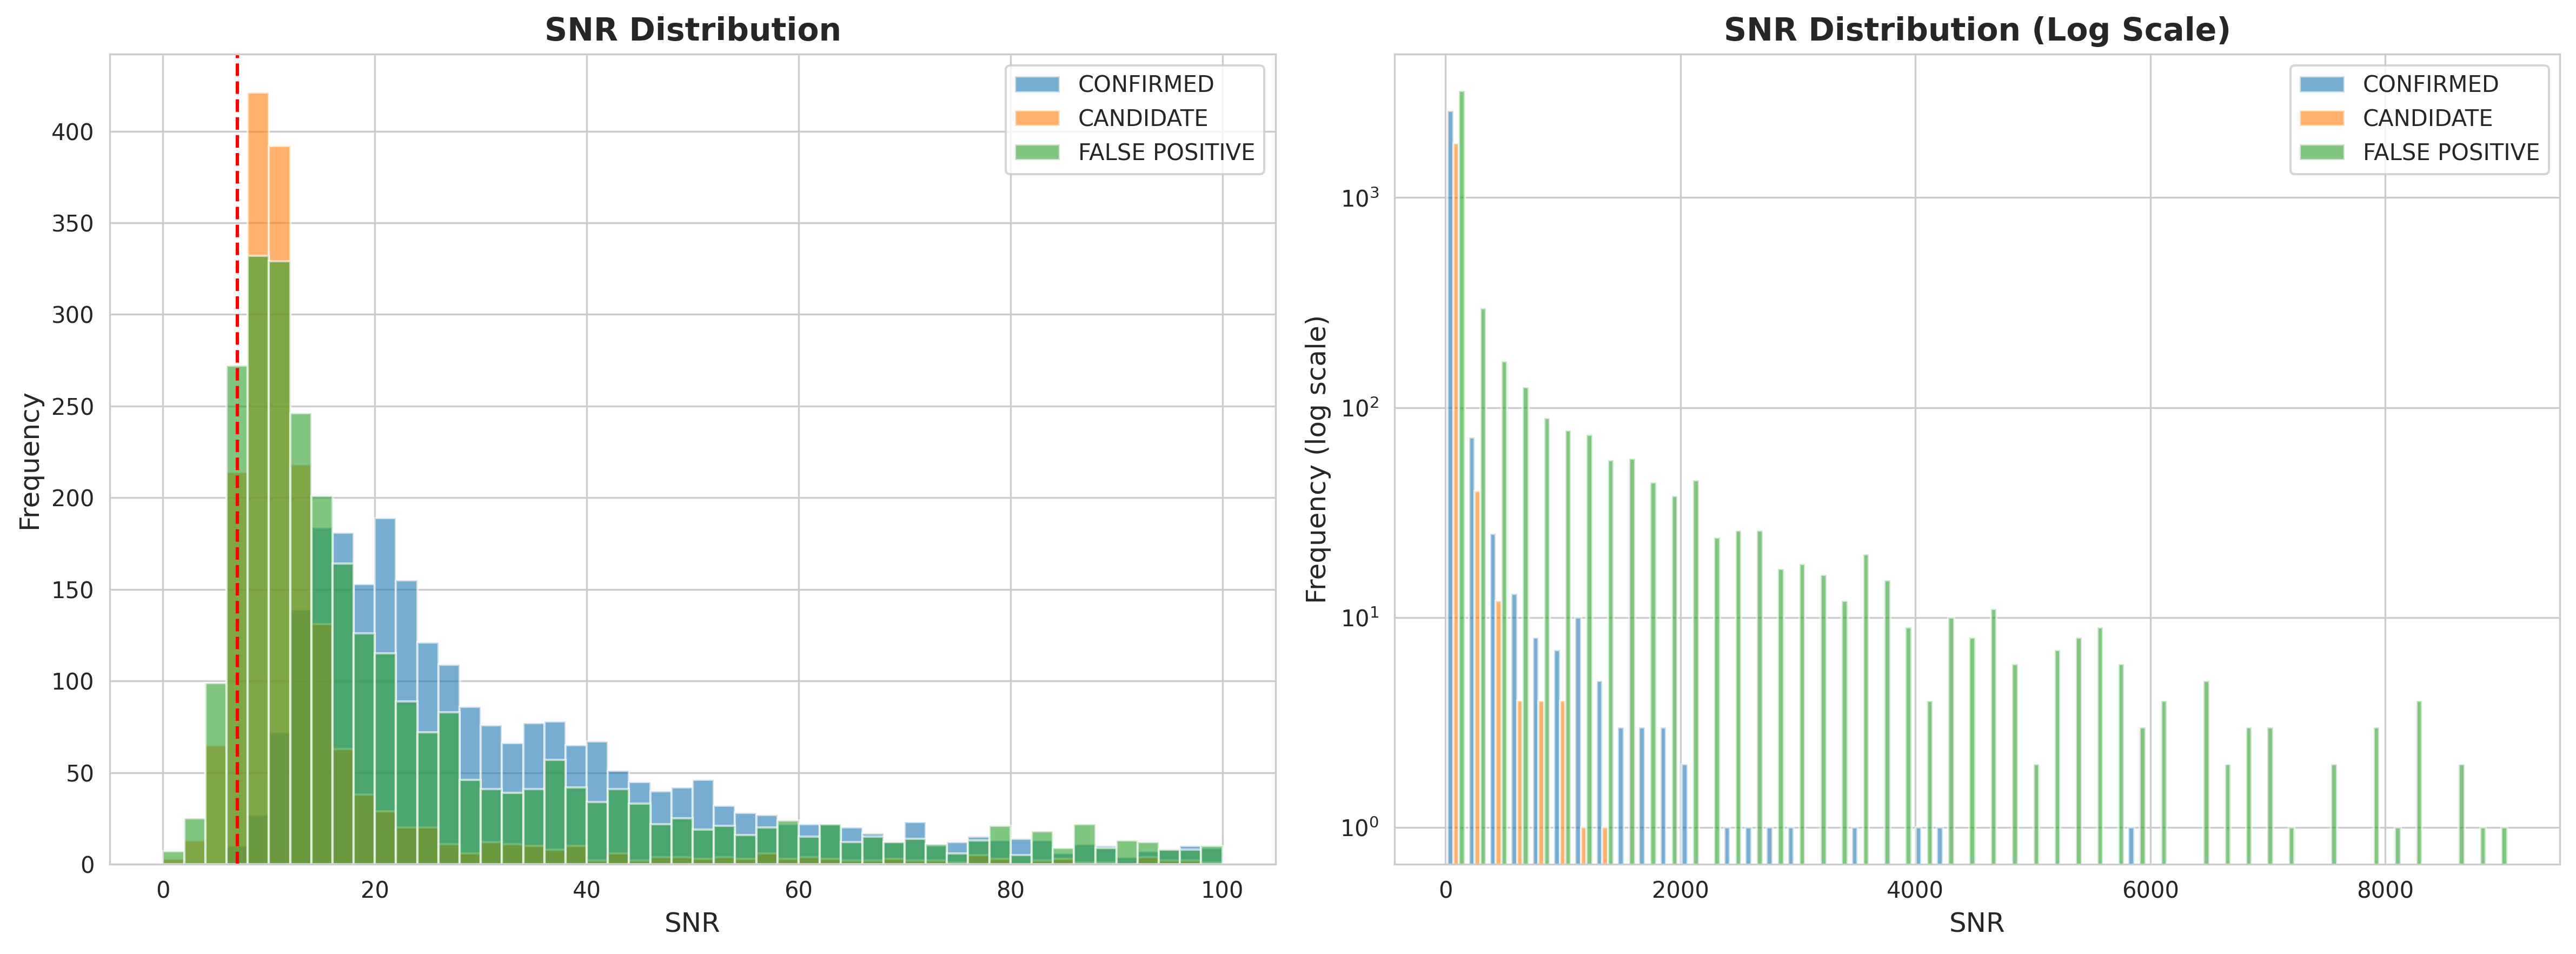 SNR Distribution
CONFIRMED
CANDIDATE
FALSE POSITIVE
Frequency
400
350
300
250
200
150
100
50
0
0 20 40 60 80 100
SNR
SNR Distribution (Log Scale)
CONFIRMED
CANDIDATE
FALSE POSITIVE
Frequency (log scale)
10³
10²
10¹
10⁰
0 2000 4000 6000 8000
SNR